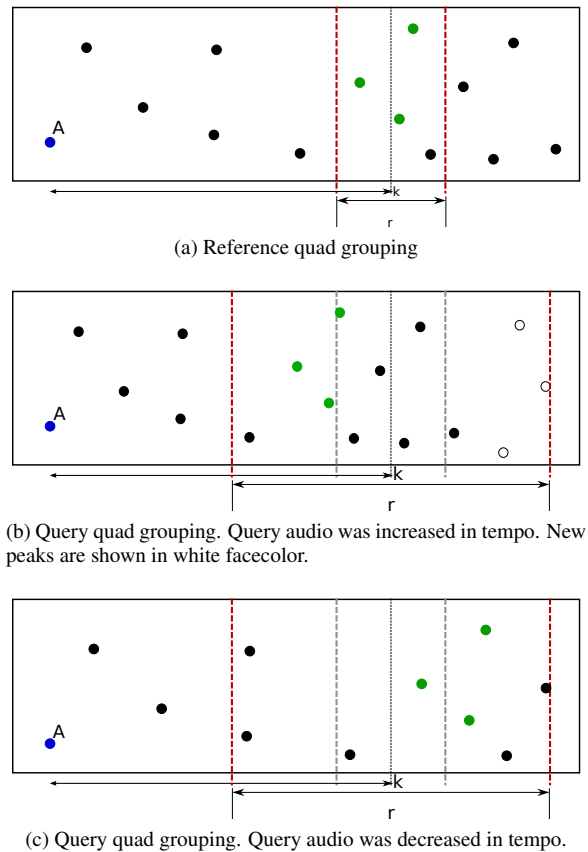 A
k
r
(a) Reference quad grouping
A
k
r
(b) Query quad grouping. Query audio was increased in tempo. New
peaks are shown in white facecolor.
A
k
r
(c) Query quad grouping. Query audio was decreased in tempo.